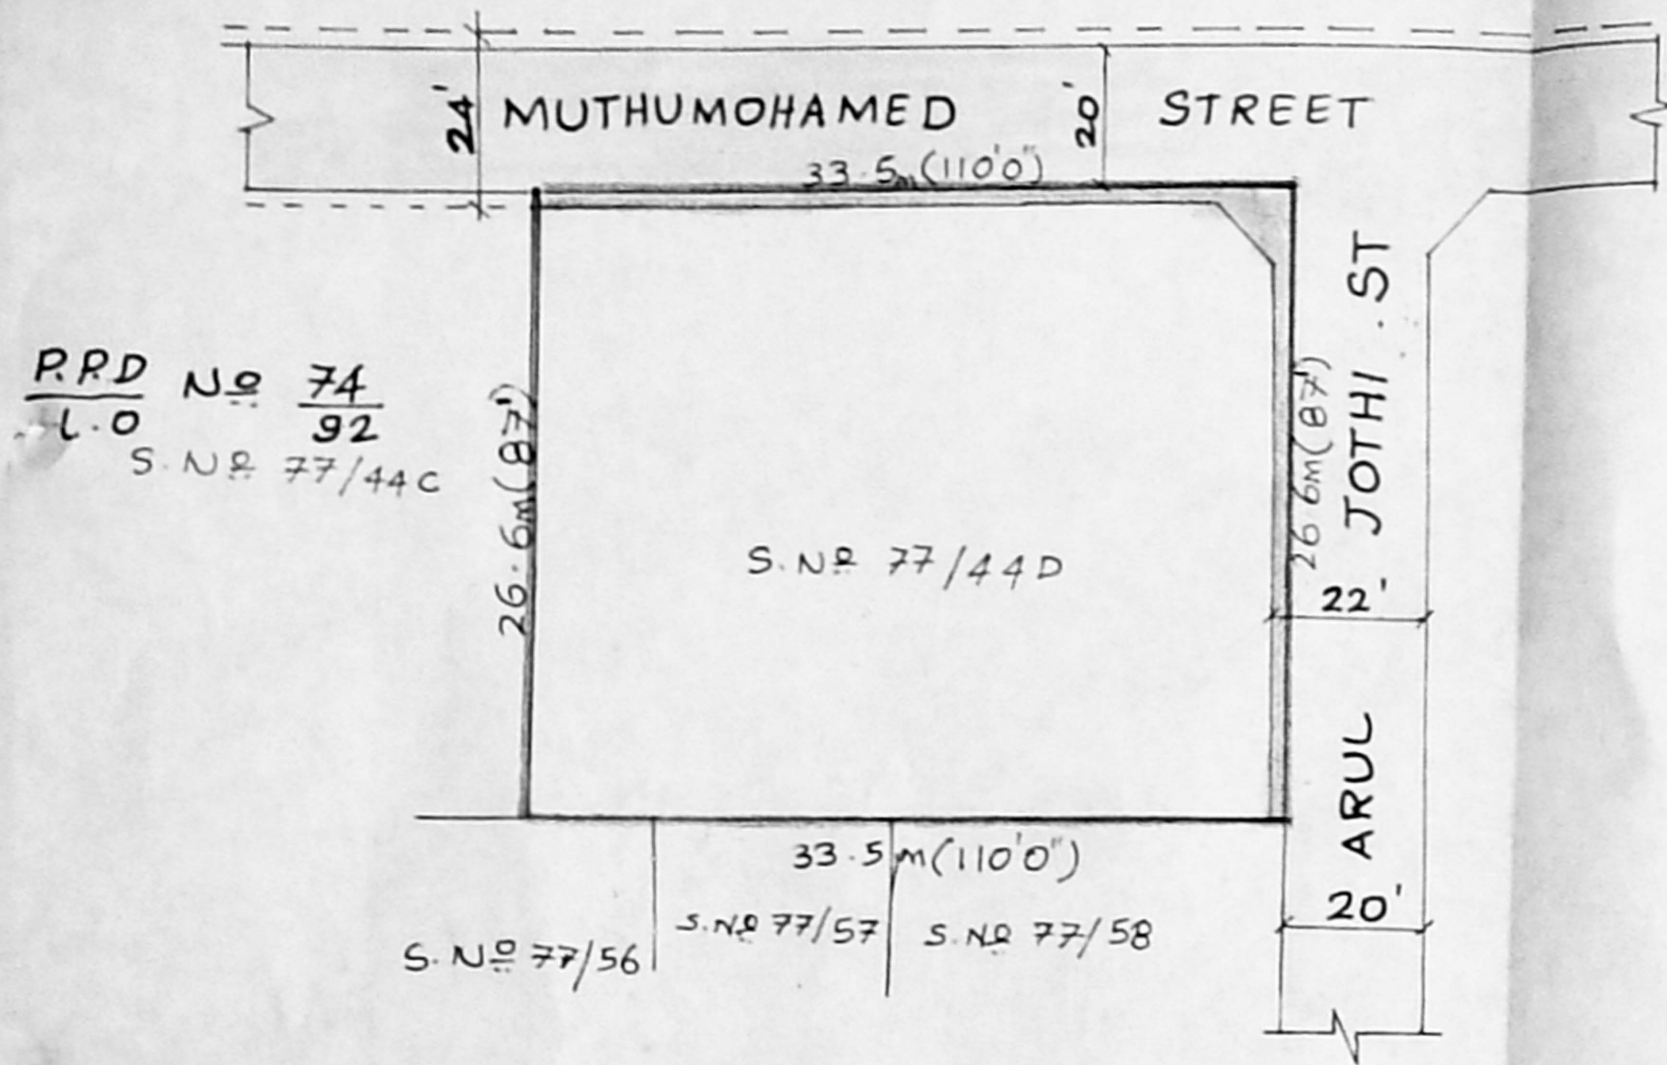 24' MUTHUMOHAMED 20' STREET
33.5m(110'0")
P.P.D
L.O
Nº 74
92
S. Nº 77/44C
26.6m(87')
S. Nº 77/44D
26 6m(87')
ARUL JOTHI . ST
22'
20'
33.5m(110'0")
S. Nº 77/56
S. Nº 77/57
S. Nº 77/58